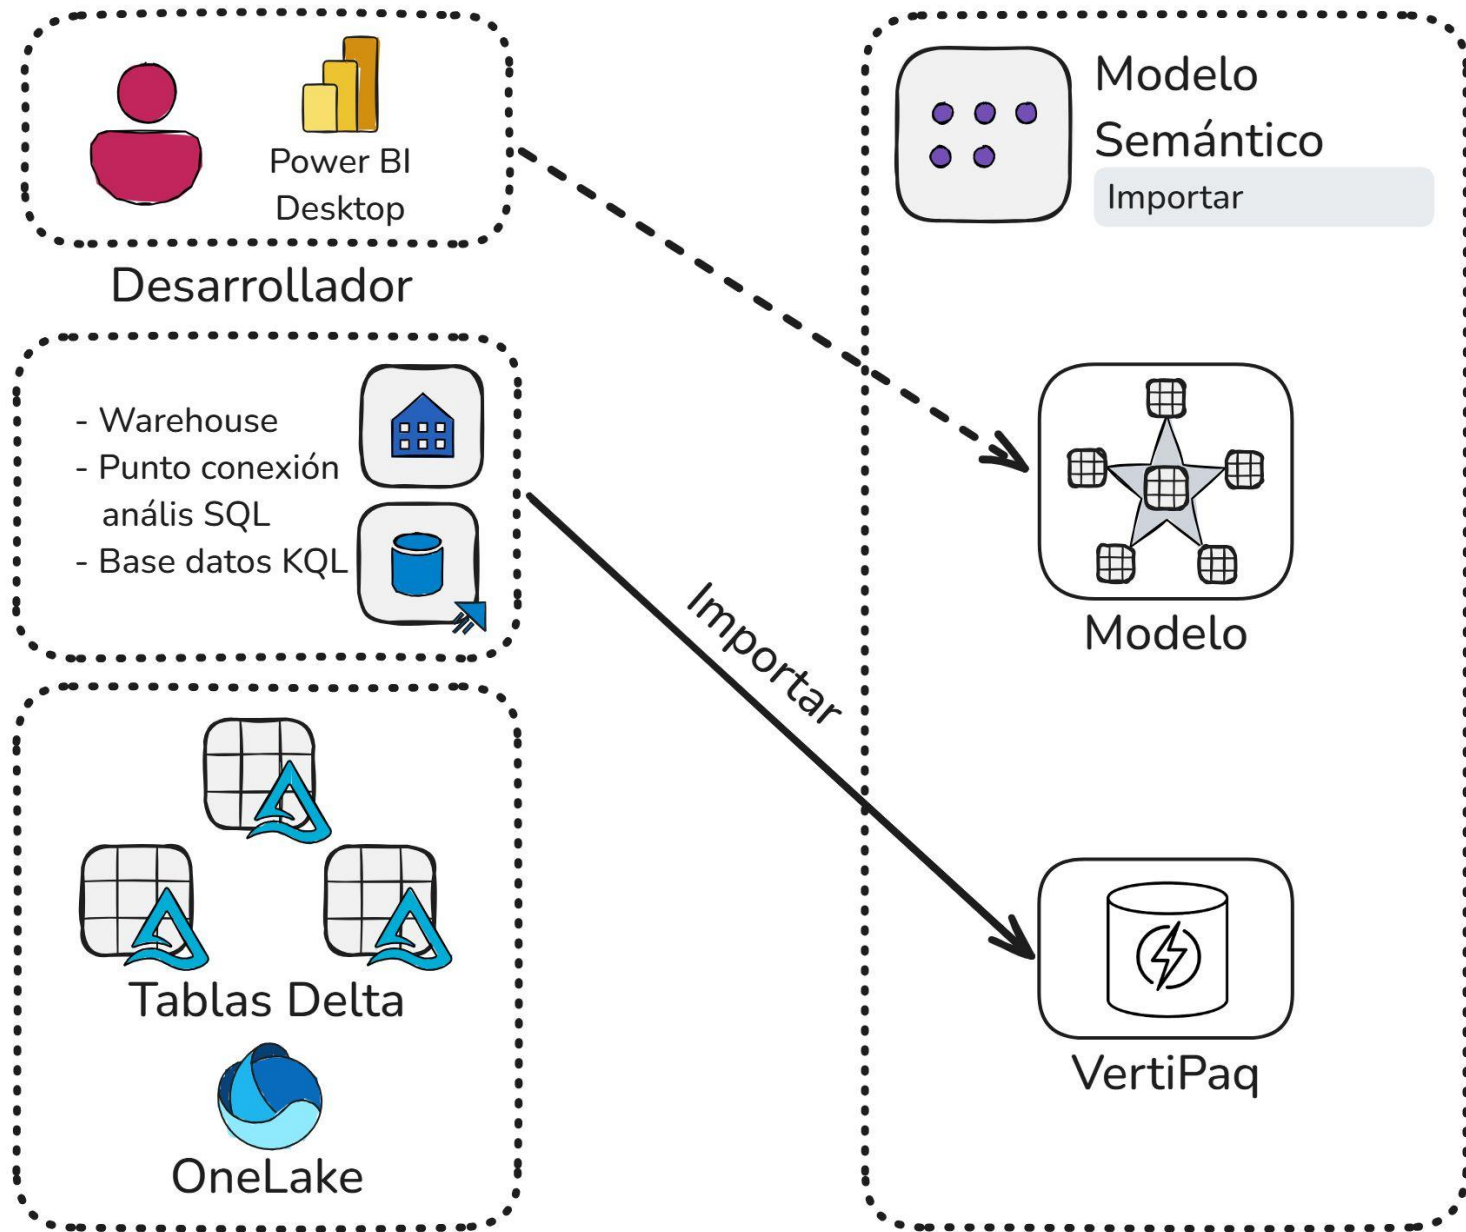 Power BI
Desktop
Desarrollador
- Warehouse
- Punto conexión
anális SQL
- Base datos KQL
Tablas Delta
OneLake
Importar
Modelo
Semántico
Importar
Modelo
VertiPaq